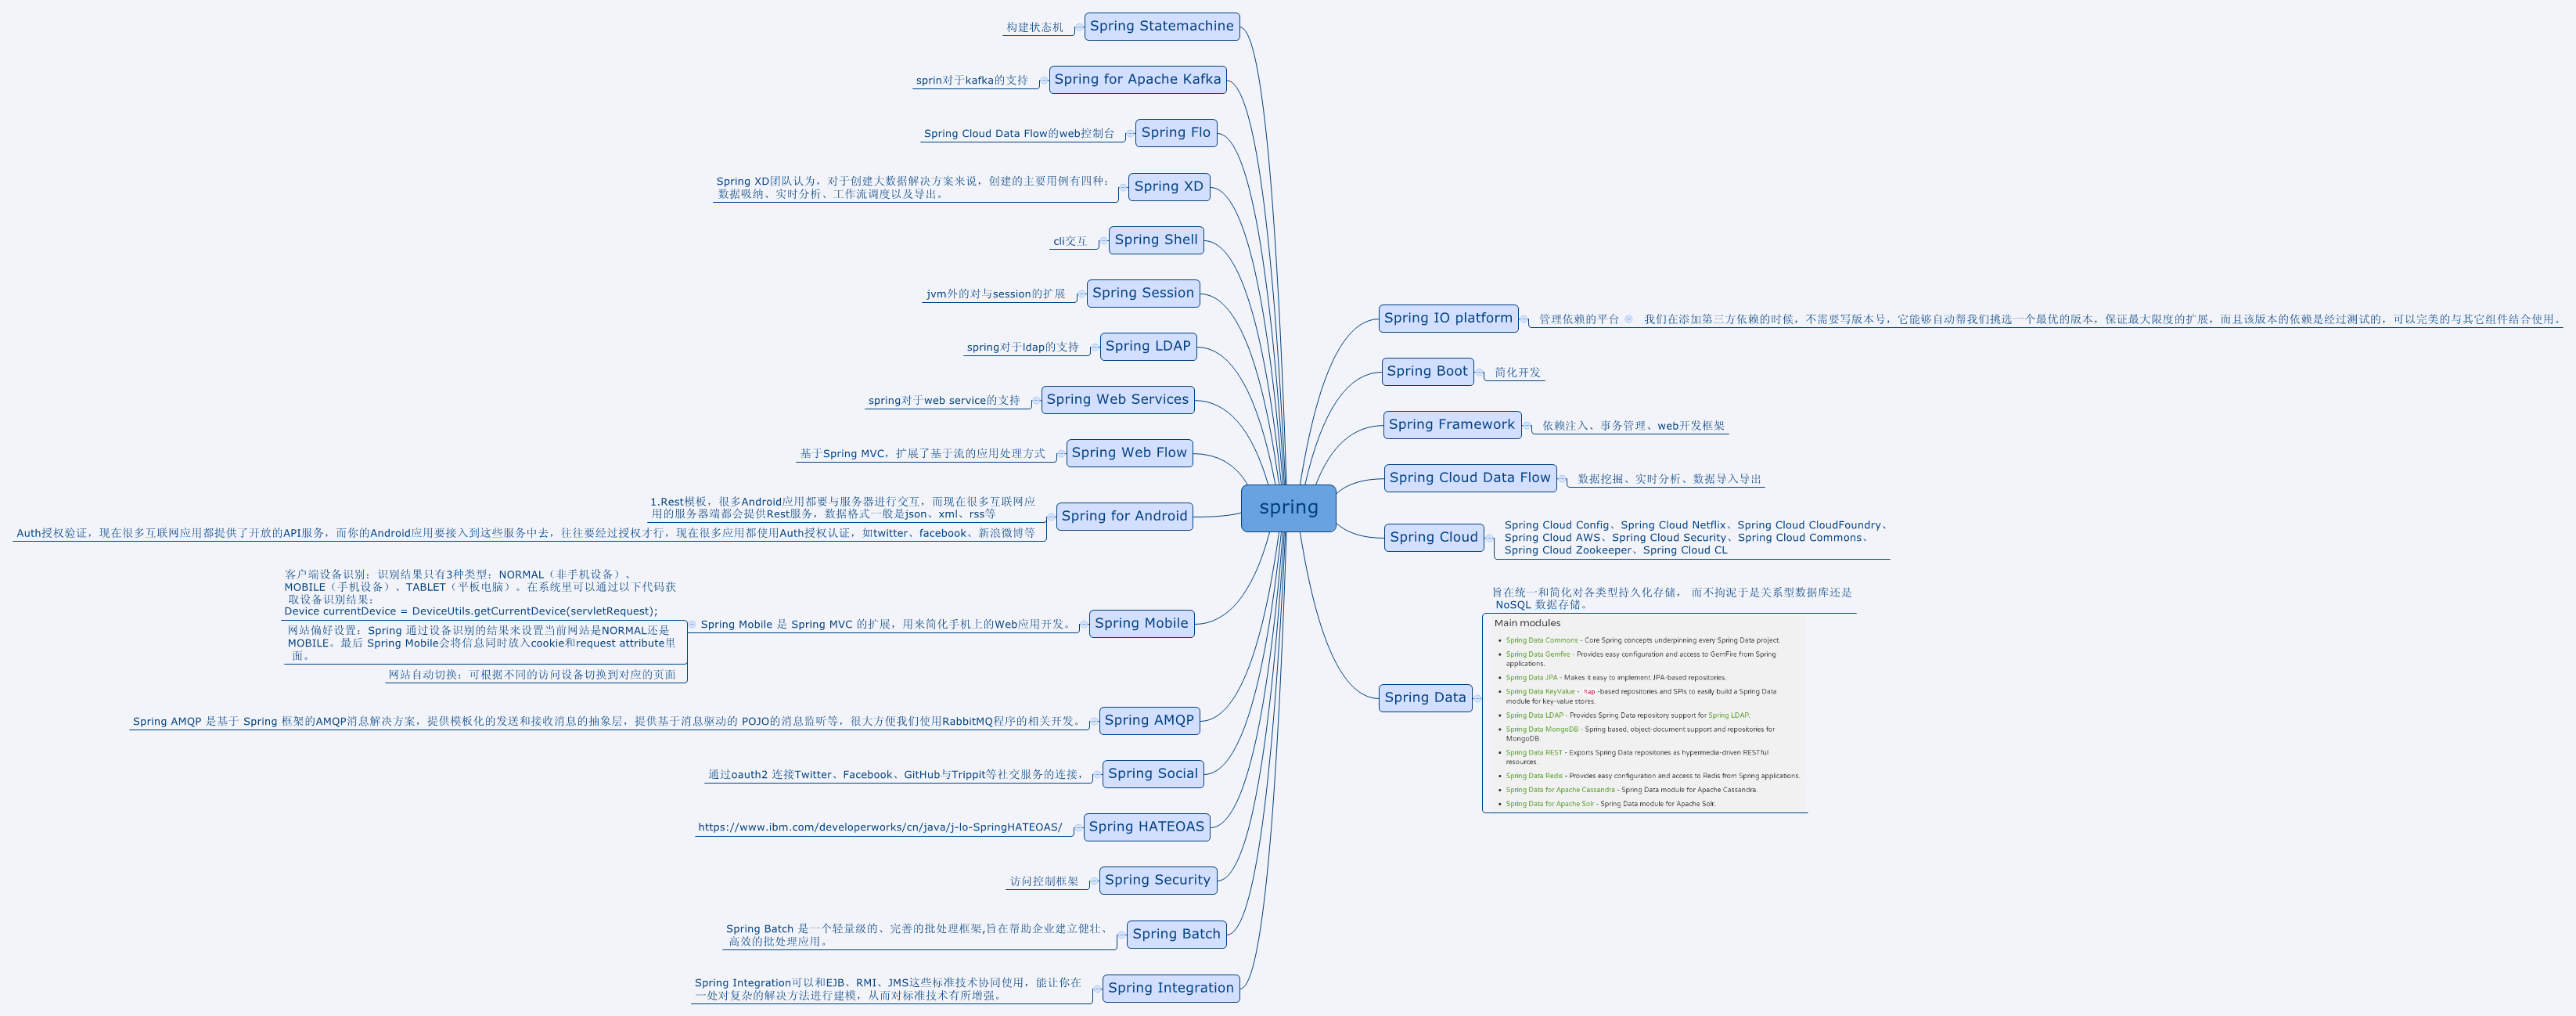 spring
Spring IO platform
管理依赖的平台
我们在添加第三方依赖的时候，不需要写版本号，它能够自动帮我们挑选一个最优的版本，保证最大限度的扩展，而且该版本的依赖是经过测试的，可以完美的与其它组件结合使用。
Spring Boot
简化开发
Spring Framework
依赖注入、事务管理、web开发框架
Spring Cloud Data Flow
数据挖掘、实时分析、数据导入导出
Spring Cloud
Spring Cloud Config、Spring Cloud Netflix、Spring Cloud CloudFoundry、
Spring Cloud AWS、Spring Cloud Security、Spring Cloud Commons、
Spring Cloud Zookeeper、Spring Cloud CL
Spring Data
旨在统一和简化对各类型持久化存储， 而不拘泥于是关系型数据库还是
NoSQL 数据存储。
Main modules
Spring Data Commons - Core Spring concepts underpinning every Spring Data project.
Spring Data Gemfire - Provides easy configuration and access to GemFire from Spring
applications.
Spring Data JPA - Makes it easy to implement JPA-based repositories.
Spring Data KeyValue - Map -based repositories and SPIs to easily build a Spring Data
module for key-value stores.
Spring Data LDAP - Provides Spring Data repository support for Spring LDAP.
Spring Data MongoDB - Spring based, object-document support and repositories for
MongoDB.
Spring Data REST - Exports Spring Data repositories as hypermedia-driven RESTful
resources.
Spring Data Redis - Provides easy configuration and access to Redis from Spring applications.
Spring Data for Apache Cassandra - Spring Data module for Apache Cassandra.
Spring Data for Apache Solr - Spring Data module for Apache Solr.
Spring Statemachine
构建状态机
Spring for Apache Kafka
sprin对于kafka的支持
Spring Flo
Spring Cloud Data Flow的web控制台
Spring XD
Spring XD团队认为，对于创建大数据解决方案来说，创建的主要用例有四种：
数据吸纳、实时分析、工作流调度以及导出。
Spring Shell
cli交互
Spring Session
jvm外的对与session的扩展
Spring LDAP
spring对于ldap的支持
Spring Web Services
spring对于web service的支持
Spring Web Flow
基于Spring MVC，扩展了基于流的应用处理方式
Spring for Android
1.Rest模板，很多Android应用都要与服务器进行交互，而现在很多互联网应
用的服务器端都会提供Rest服务，数据格式一般是json、xml、rss等
Auth授权验证，现在很多互联网应用都提供了开放的API服务，而你的Android应用要接入到这些服务中去，往往要经过授权才行，现在很多应用都使用Auth授权认证，如twitter、facebook、新浪微博等
Spring Mobile
Spring Mobile 是 Spring MVC 的扩展，用来简化手机上的Web应用开发。
客户端设备识别：识别结果只有3种类型：NORMAL（非手机设备）、
MOBILE（手机设备）、TABLET（平板电脑）。在系统里可以通过以下代码获
取设备识别结果：
Device currentDevice = DeviceUtils.getCurrentDevice(servletRequest);
网站偏好设置：Spring 通过设备识别的结果来设置当前网站是NORMAL还是
MOBILE。最后 Spring Mobile会将信息同时放入cookie和request attribute里
面。
网站自动切换：可根据不同的访问设备切换到对应的页面
Spring AMQP
Spring AMQP 是基于 Spring 框架的AMQP消息解决方案，提供模板化的发送和接收消息的抽象层，提供基于消息驱动的 POJO的消息监听等，很大方便我们使用RabbitMQ程序的相关开发。
Spring Social
通过oauth2 连接Twitter、Facebook、GitHub与Trippit等社交服务的连接，
Spring HATEOAS
https://www.ibm.com/developerworks/cn/java/j-lo-SpringHATEOAS/
Spring Security
访问控制框架
Spring Batch
Spring Batch 是一个轻量级的、完善的批处理框架,旨在帮助企业建立健壮、
高效的批处理应用。
Spring Integration
Spring Integration可以和EJB、RMI、JMS这些标准技术协同使用，能让你在
一处对复杂的解决方法进行建模，从而对标准技术有所增强。